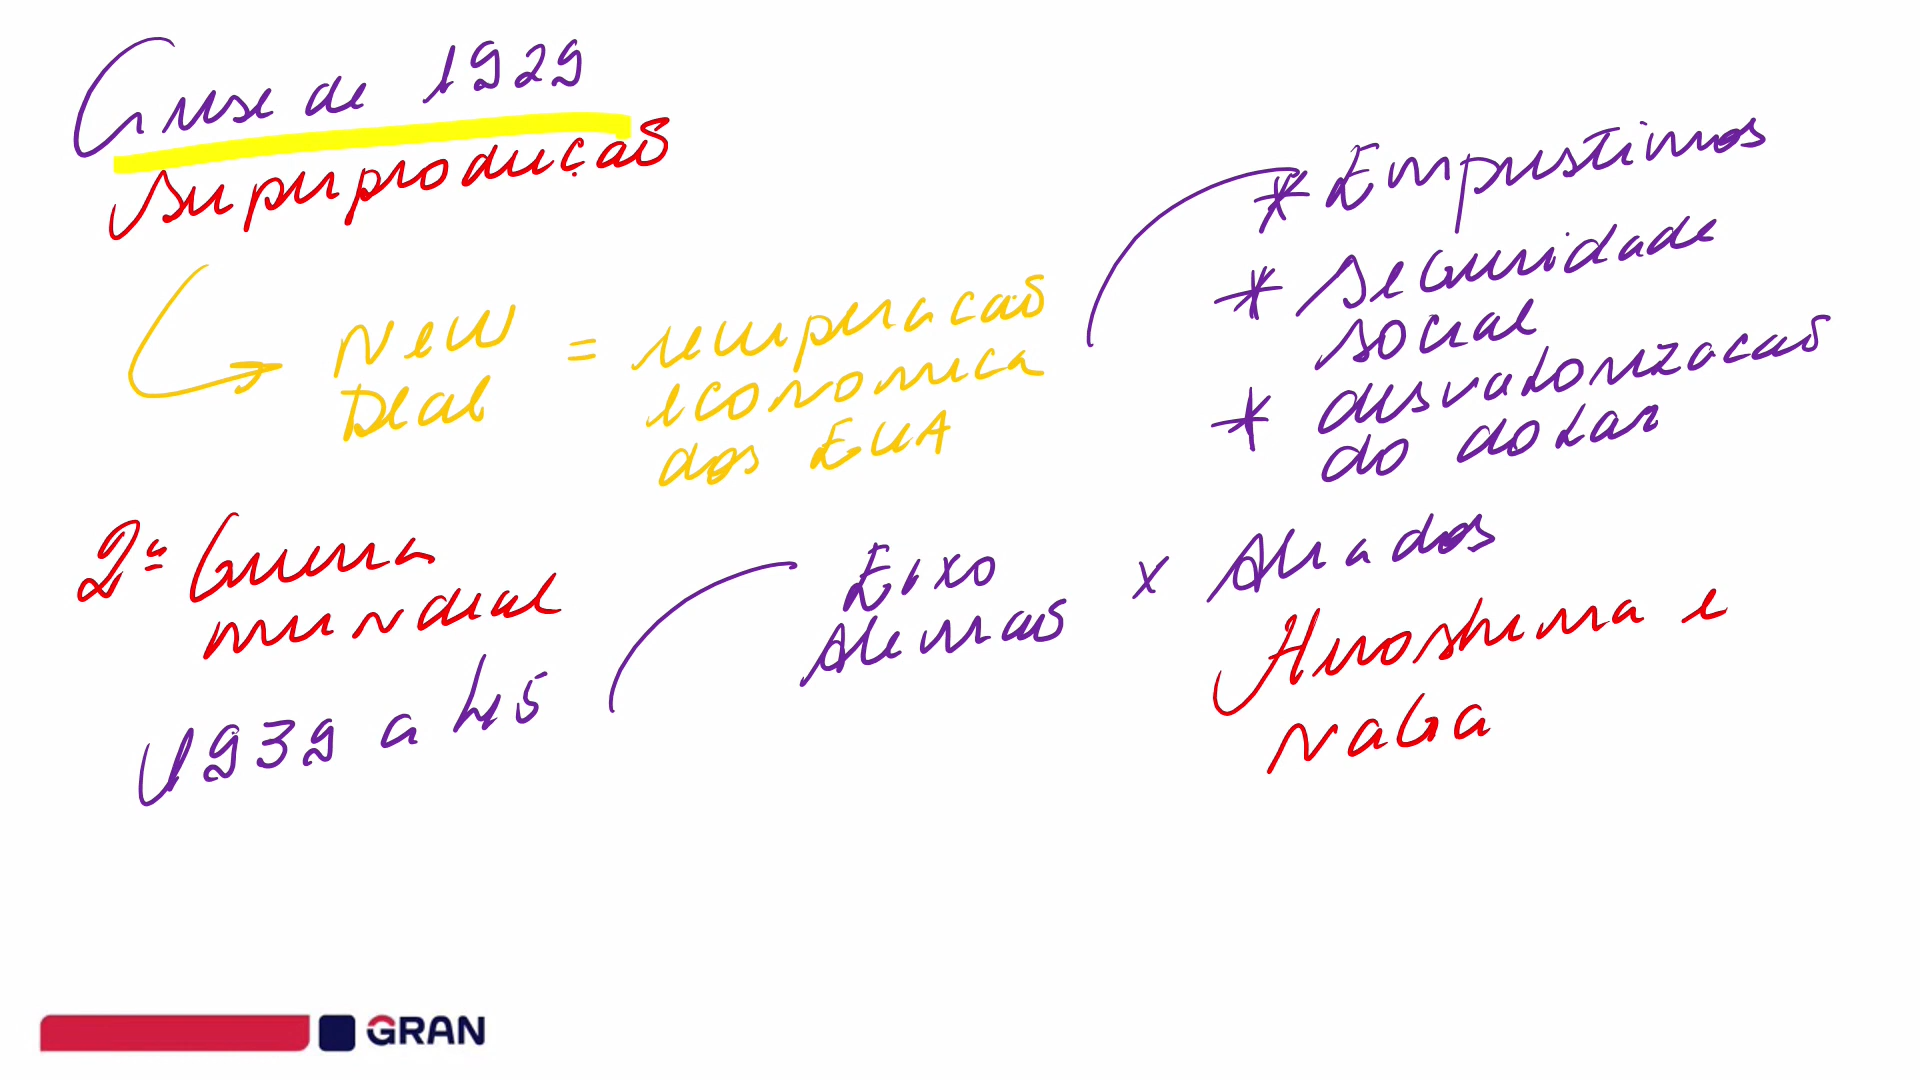 Crise de 1929
Superprodução
New Deal = recuperação econômica dos EUA
* Empréstimos
* Seguridade social
* desvalorização do dolar
2ª Guerra mundial
1939 a 45
Eixo x Aliados
Alemão
Hiroshima e
naga
GRAN